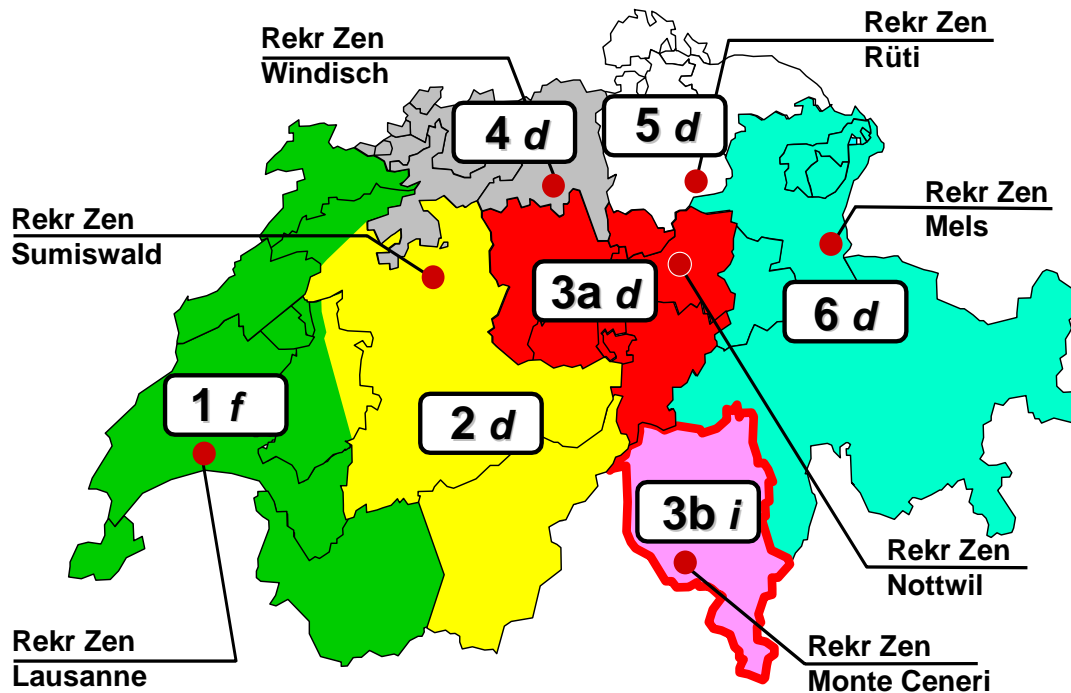 Rekr Zen
Windisch
Rekr Zen
Rüti
4 d
5 d
Rekr Zen
Mels
Rekr Zen
Sumiswald
3a d
6 d
1 f
2 d
3b i
Rekr Zen
Nottwil
Rekr Zen
Lausanne
Rekr Zen
Monte Ceneri